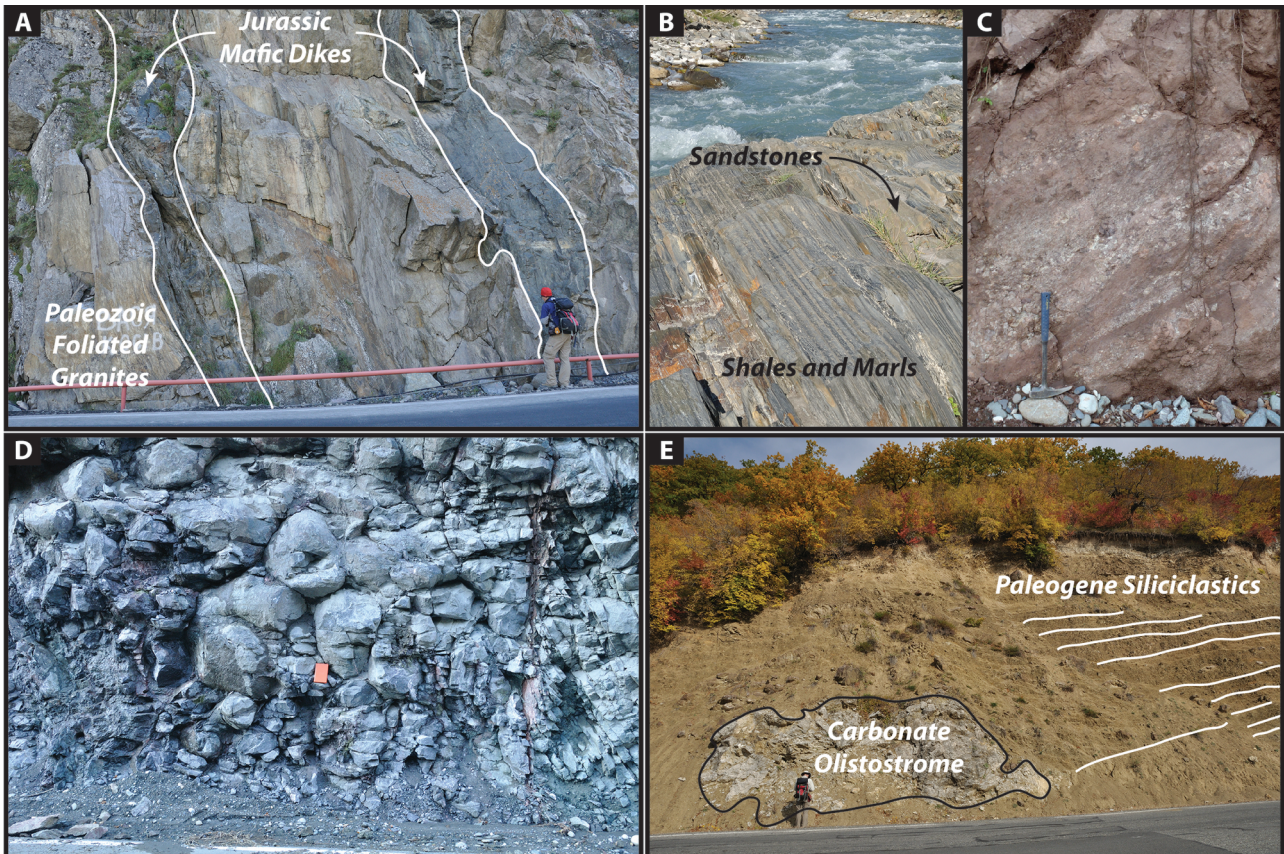 A
Jurassic
Mafic Dikes
Paleozoic
Foliated
Granites
B
Sandstones
Shales and Marls
C
D
E
Paleogene Siliciclastics
Carbonate
Olistostrome